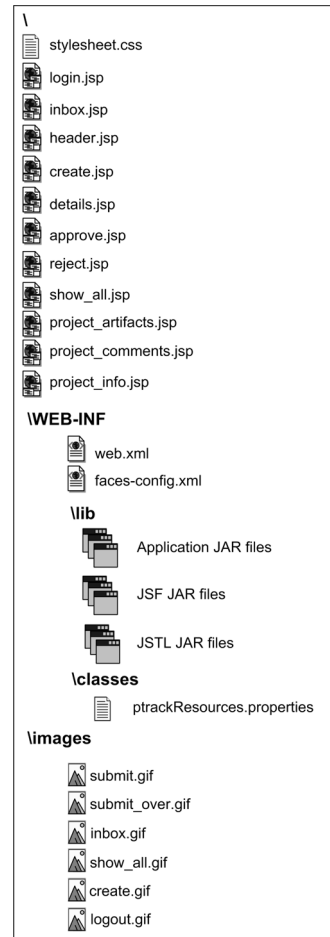 \
stylesheet.css
login.jsp
inbox.jsp
header.jsp
create.jsp
details.jsp
approve.jsp
reject.jsp
show_all.jsp
project_artifacts.jsp
project_comments.jsp
project_info.jsp
\WEB-INF
web.xml
faces-config.xml
\lib
Application JAR files
JSF JAR files
JSTL JAR files
\classes
ptrackResources.properties
\images
submit.gif
submit_over.gif
inbox.gif
show_all.gif
create.gif
logout.gif